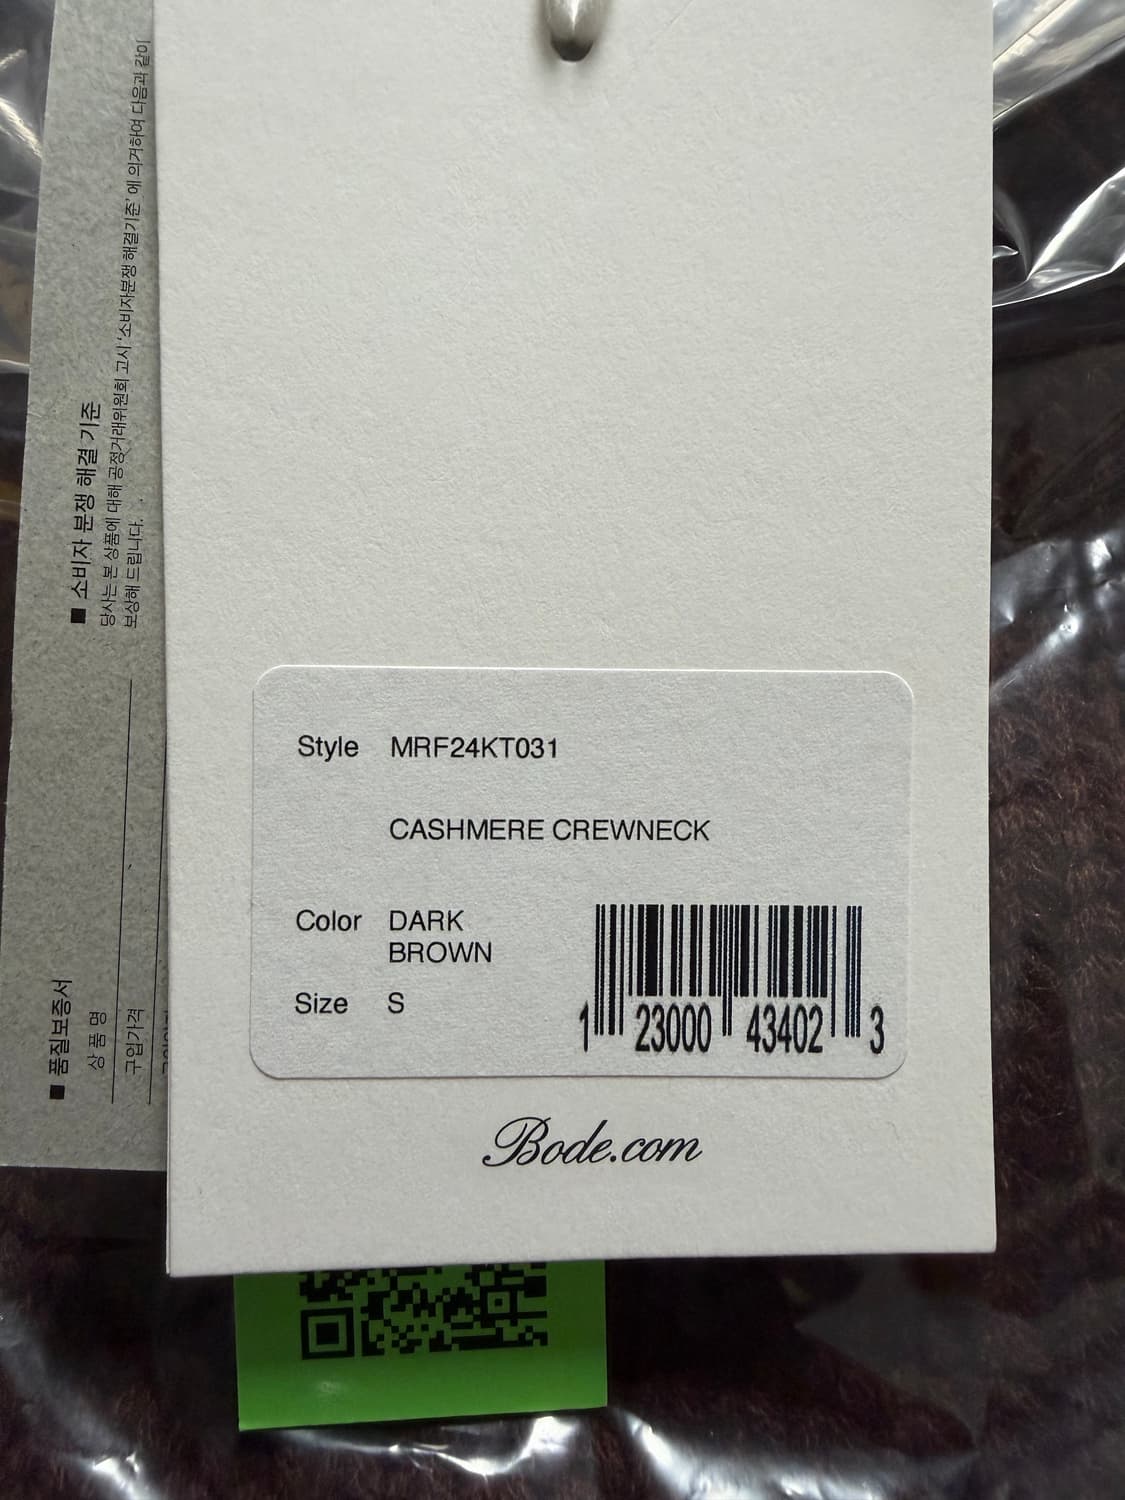 ■ 소비자 분쟁 해결 기준
당사는 본 상품에 대해 공정거래위원회 고시 '소비자분쟁 해결기준' 에 의거하여 다음과 같이
보상해 드립니다.
■ 품질보증서
상 품 명
구입가격
Style MRF24KT031
CASHMERE CREWNECK
Color DARK
BROWN
Size S
1 23000 43402 3
Bode.com